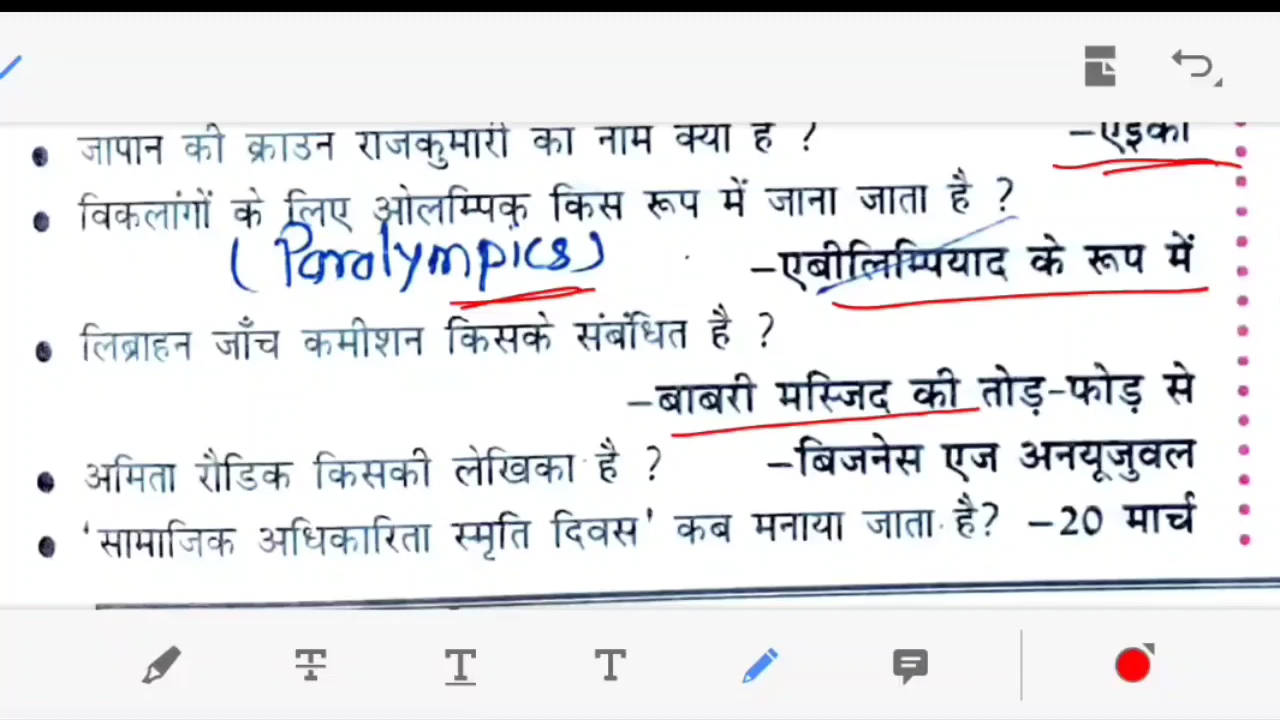 जापान की क्राउन राजकुमारी का नाम क्या है ? –एइको
विकलांगों के लिए ओलम्पिक किस रूप में जाना जाता है ?
(Paralympics) –एबीलिम्पियाद के रूप में
लिब्राहन जाँच कमीशन किसके संबंधित है ?
–बाबरी मस्जिद की तोड़-फोड़ से
अमिता रौडिक किसकी लेखिका है ? –बिजनेस एज अनयूजुवल
'सामाजिक अधिकारिता स्मृति दिवस' कब मनाया जाता है? –20 मार्च
T T T